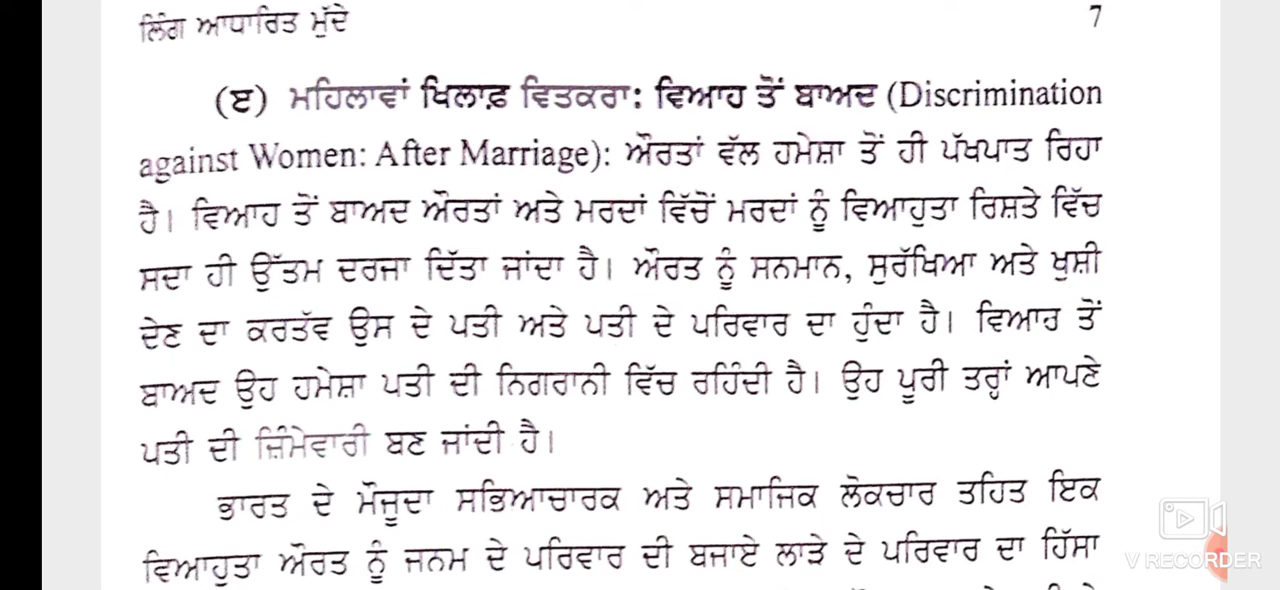 ਲਿੰਗ ਆਧਾਰਿਤ ਮੁੱਦੇ 7
(ੲ) ਮਹਿਲਾਵਾਂ ਖਿਲਾਫ਼ ਵਿਤਕਰਾ: ਵਿਆਹ ਤੋਂ ਬਾਅਦ (Discrimination
against Women: After Marriage): ਔਰਤਾਂ ਵੱਲ ਹਮੇਸ਼ਾ ਤੋਂ ਹੀ ਪੱਖਪਾਤ ਰਿਹਾ
ਹੈ। ਵਿਆਹ ਤੋਂ ਬਾਅਦ ਔਰਤਾਂ ਅਤੇ ਮਰਦਾਂ ਵਿੱਚੋਂ ਮਰਦਾਂ ਨੂੰ ਵਿਆਹੁਤਾ ਰਿਸ਼ਤੇ ਵਿੱਚ
ਸਦਾ ਹੀ ਉੱਤਮ ਦਰਜਾ ਦਿੱਤਾ ਜਾਂਦਾ ਹੈ। ਔਰਤ ਨੂੰ ਸਨਮਾਨ, ਸੁਰੱਖਿਆ ਅਤੇ ਖੁਸ਼ੀ
ਦੇਣ ਦਾ ਕਰਤੱਵ ਉਸ ਦੇ ਪਤੀ ਅਤੇ ਪਤੀ ਦੇ ਪਰਿਵਾਰ ਦਾ ਹੁੰਦਾ ਹੈ। ਵਿਆਹ ਤੋਂ
ਬਾਅਦ ਉਹ ਹਮੇਸ਼ਾ ਪਤੀ ਦੀ ਨਿਗਰਾਨੀ ਵਿੱਚ ਰਹਿੰਦੀ ਹੈ। ਉਹ ਪੂਰੀ ਤਰ੍ਹਾਂ ਆਪਣੇ
ਪਤੀ ਦੀ ਜ਼ਿੰਮੇਵਾਰੀ ਬਣ ਜਾਂਦੀ ਹੈ।
ਭਾਰਤ ਦੇ ਮੌਜੂਦਾ ਸਭਿਆਚਾਰਕ ਅਤੇ ਸਮਾਜਿਕ ਲੋਕਚਾਰ ਤਹਿਤ ਇਕ
ਵਿਆਹੁਤਾ ਔਰਤ ਨੂੰ ਜਨਮ ਦੇ ਪਰਿਵਾਰ ਦੀ ਬਜਾਏ ਲਾੜੇ ਦੇ ਪਰਿਵਾਰ ਦਾ ਹਿੱਸਾ
V RECORDER